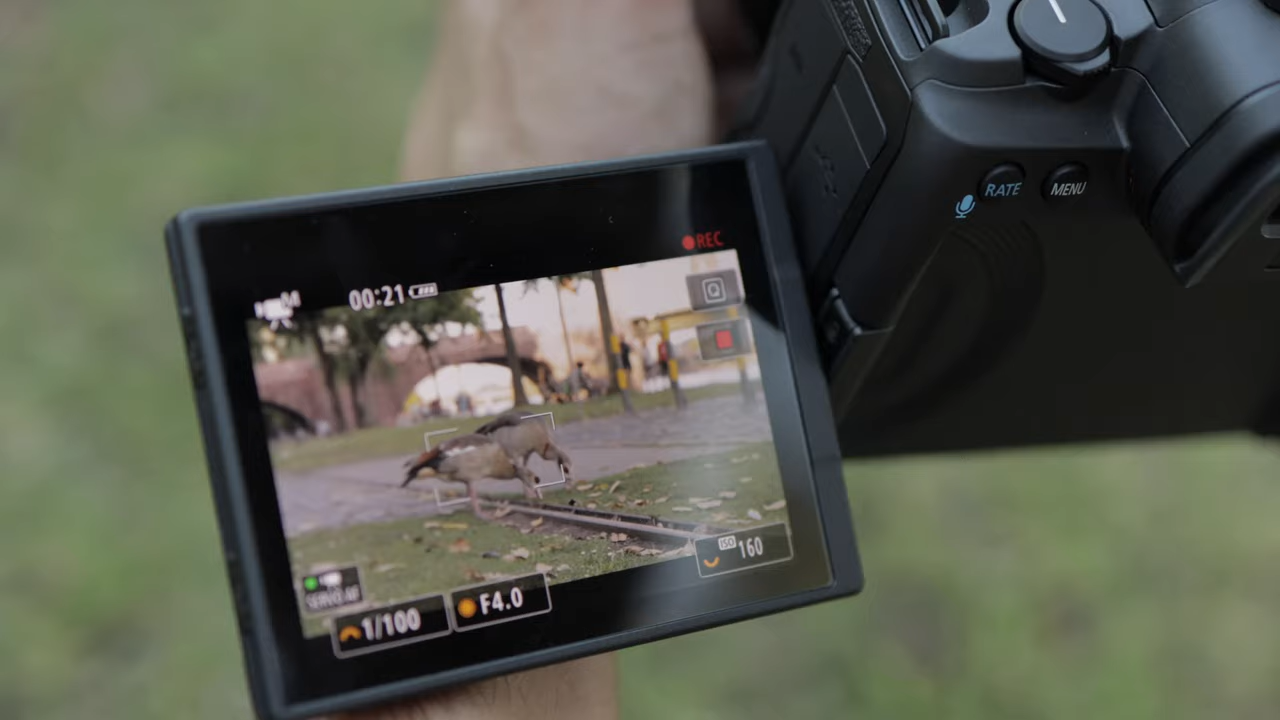 RATE
MENU
REC
M
00:21
Q
SERVO AF
1/100
F4.0
ISO 160